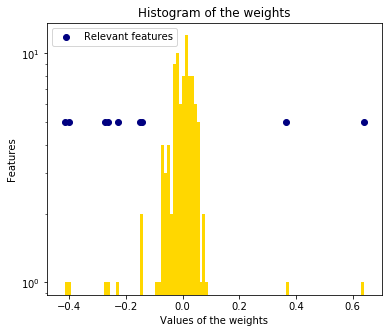 Histogram of the weights
Relevant features
Features
10¹
10⁰
−0.4 −0.2 0.0 0.2 0.4 0.6
Values of the weights